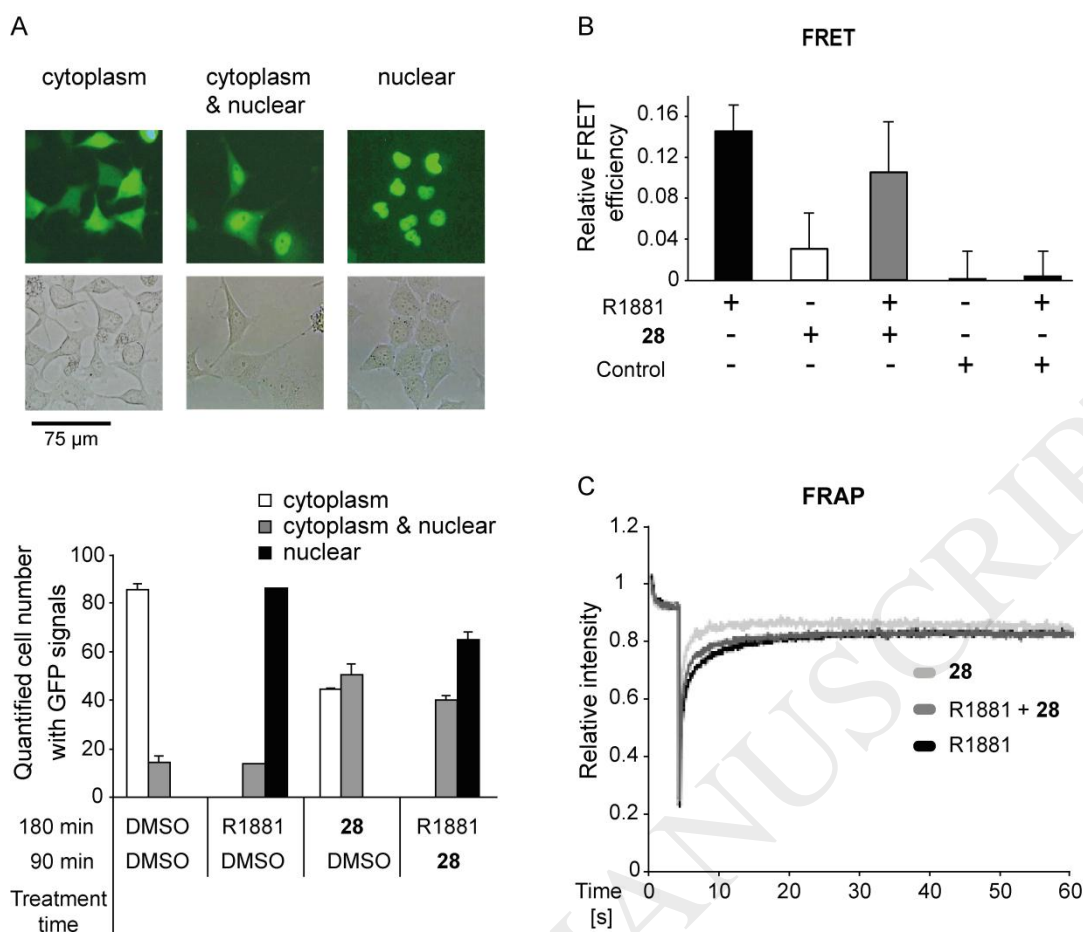 A
cytoplasm
cytoplasm
& nuclear
nuclear
75 µm
cytoplasm
cytoplasm & nuclear
nuclear
Quantified cell number
with GFP signals
100
80
60
40
20
0
180 min DMSO R1881 28 R1881
90 min DMSO DMSO DMSO 28
Treatment
time
B
FRET
Relative FRET
efficiency
0.16
0.12
0.04
0
R1881 + - + - +
28 - + + - -
Control - - - + +
C
FRAP
Relative intensity
1.2
1
0.8
0.6
0.4
0.2
0
28
R1881 + 28
R1881
Time
[s]
0 10 20 30 40 50 60
ANUSCRIP